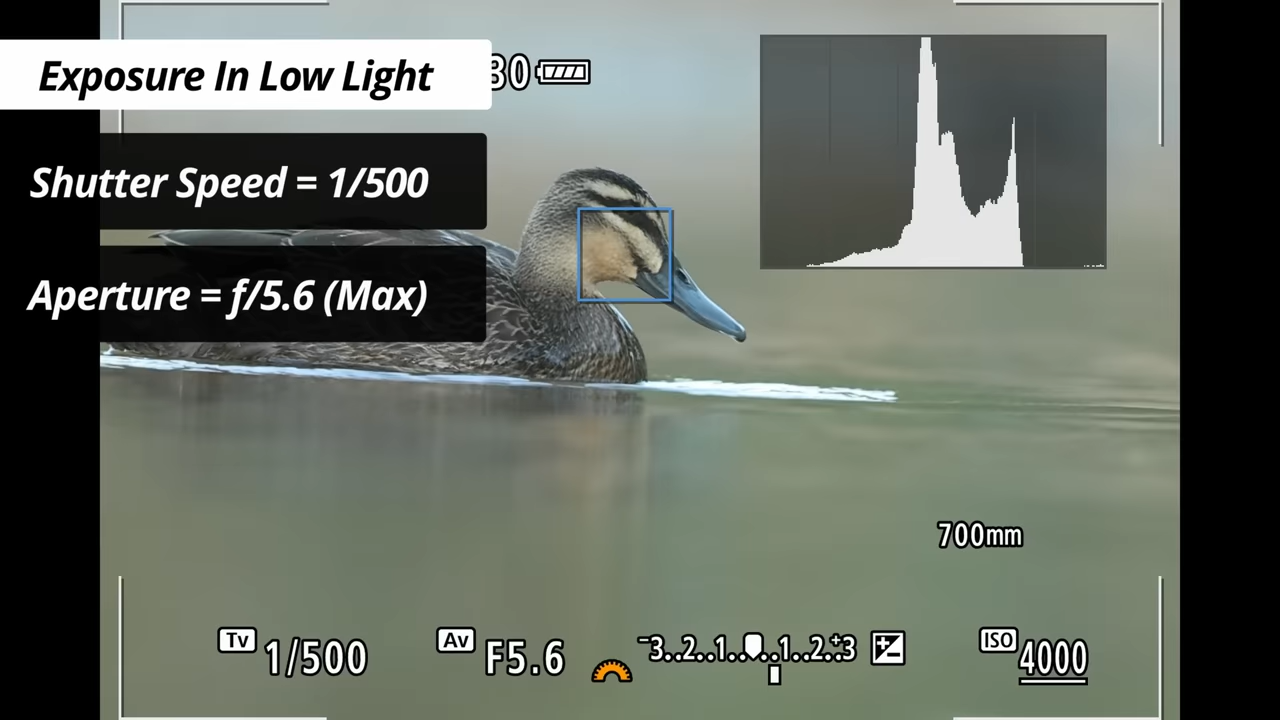 Exposure In Low Light
30
Shutter Speed = 1/500
Aperture = f/5.6 (Max)
700mm
Tv 1/500 Av F5.6 -3..2..1..0..1..2..+3 ISO 4000